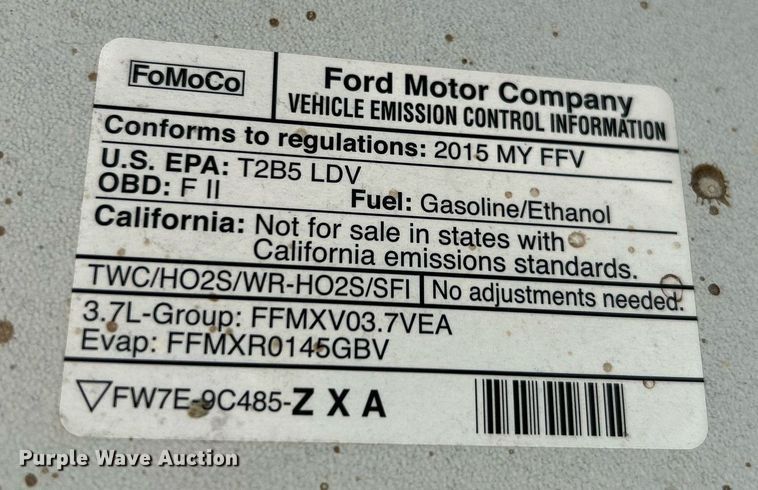 FoMoCo
Ford Motor Company
VEHICLE EMISSION CONTROL INFORMATION
Conforms to regulations: 2015 MY FFV
U.S. EPA: T2B5 LDV
OBD: F II
Fuel: Gasoline/Ethanol
California: Not for sale in states with
California emissions standards.
TWC/HO2S/WR-HO2S/SFI
No adjustments needed.
3.7L-Group: FFMXV03.7VEA
Evap: FFMXR0145GBV
FW7E-9C485-Z X A
Purple Wave Auction